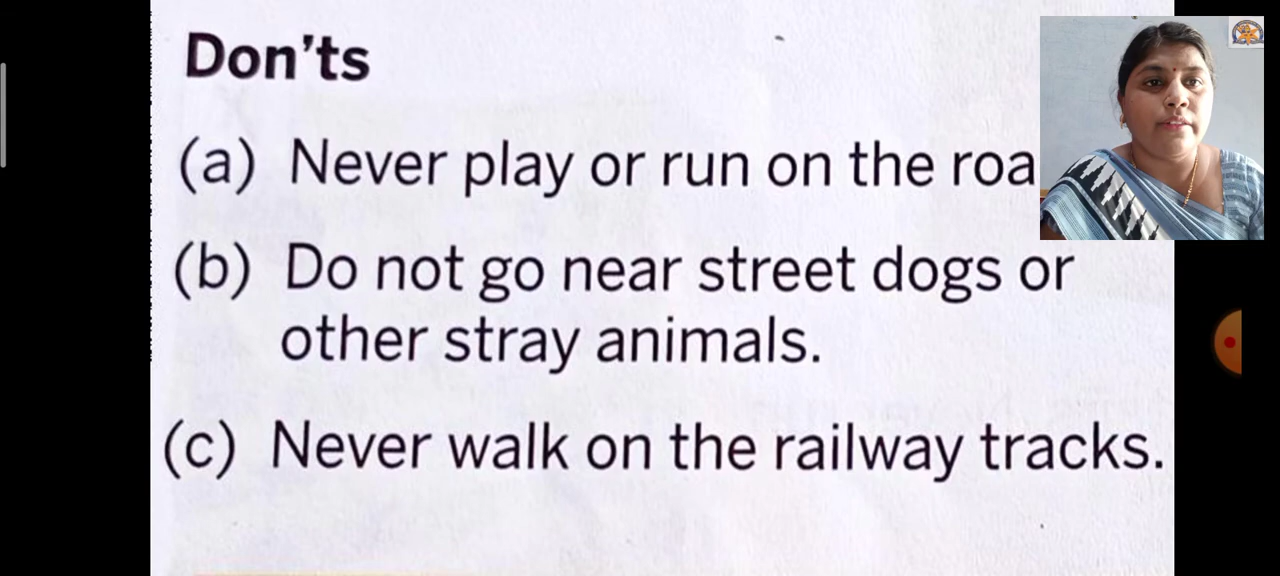 Don'ts
(a) Never play or run on the roa
(b) Do not go near street dogs or
other stray animals.
(c) Never walk on the railway tracks.